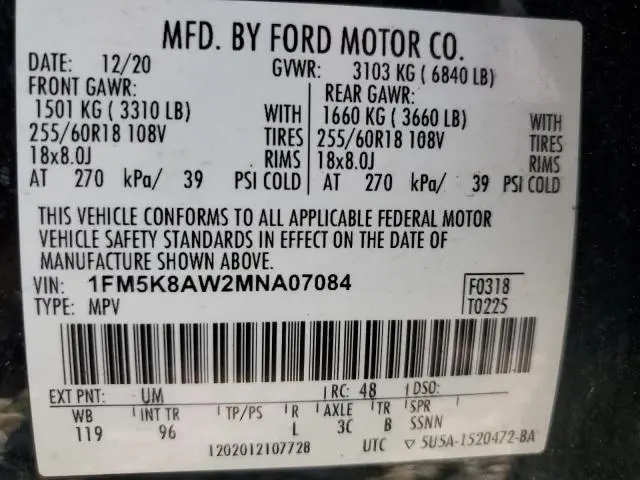 MFD. BY FORD MOTOR CO.
DATE: 12/20 GVWR: 3103 KG ( 6840 LB)
FRONT GAWR: REAR GAWR:
1501 KG ( 3310 LB) WITH 1660 KG ( 3660 LB) WITH
255/60R18 108V TIRES 255/60R18 108V TIRES
18x8.0J RIMS 18x8.0J RIMS
AT 270 kPa/ 39 PSI COLD AT 270 kPa/ 39 PSI COLD
THIS VEHICLE CONFORMS TO ALL APPLICABLE FEDERAL MOTOR
VEHICLE SAFETY STANDARDS IN EFFECT ON THE DATE OF
MANUFACTURE SHOWN ABOVE.
VIN: 1FM5K8AW2MNA07084 F0318
TYPE: MPV T0225
EXT PNT: UM RC: 48 DSO:
WB INT TR TP/PS R AXLE TR SPR
119 96 L 3C B SSNN
1202012107728 UTC ▽ 5U5A-1520472-BA